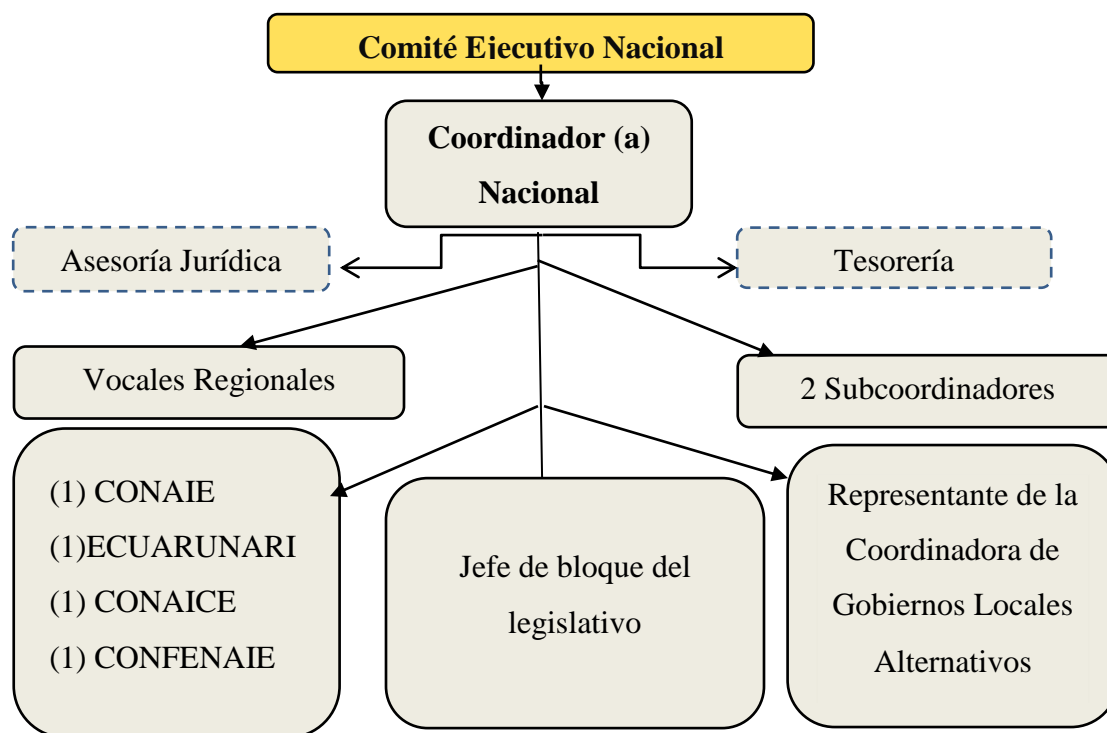 Comité Ejecutivo Nacional
Coordinador (a)
Nacional
Asesoría Jurídica
Tesorería
Vocales Regionales
2 Subcoordinadores
(1) CONAIE
(1)ECUARUNARI
(1) CONAICE
(1) CONFENAIE
Jefe de bloque del
legislativo
Representante de la
Coordinadora de
Gobiernos Locales
Alternativos